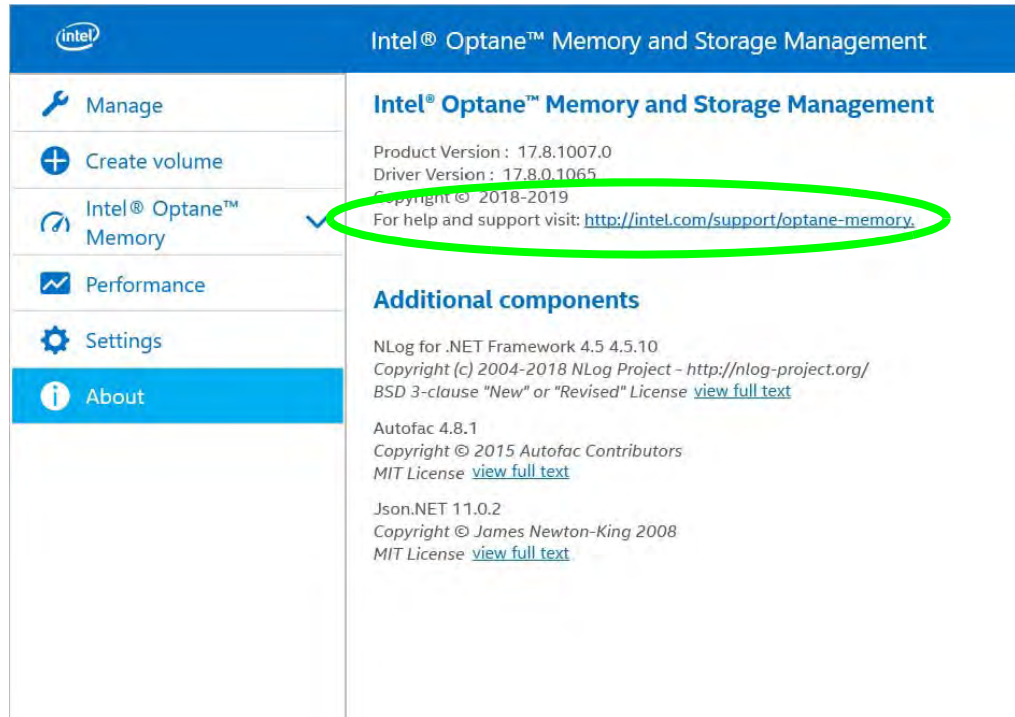 intel
Intel® Optane™ Memory and Storage Management
Manage
Create volume
Intel® Optane™
Memory
Performance
Settings
About
Intel® Optane™ Memory and Storage Management
Product Version : 17.8.1007.0
Driver Version : 17.8.0.1065
Copyright © 2018-2019
For help and support visit: http://intel.com/support/optane-memory.
Additional components
NLog for .NET Framework 4.5 4.5.10
Copyright (c) 2004-2018 NLog Project - http://nlog-project.org/
BSD 3-clause "New" or "Revised" License view full text
Autofac 4.8.1
Copyright © 2015 Autofac Contributors
MIT License view full text
Json.NET 11.0.2
Copyright © James Newton-King 2008
MIT License view full text